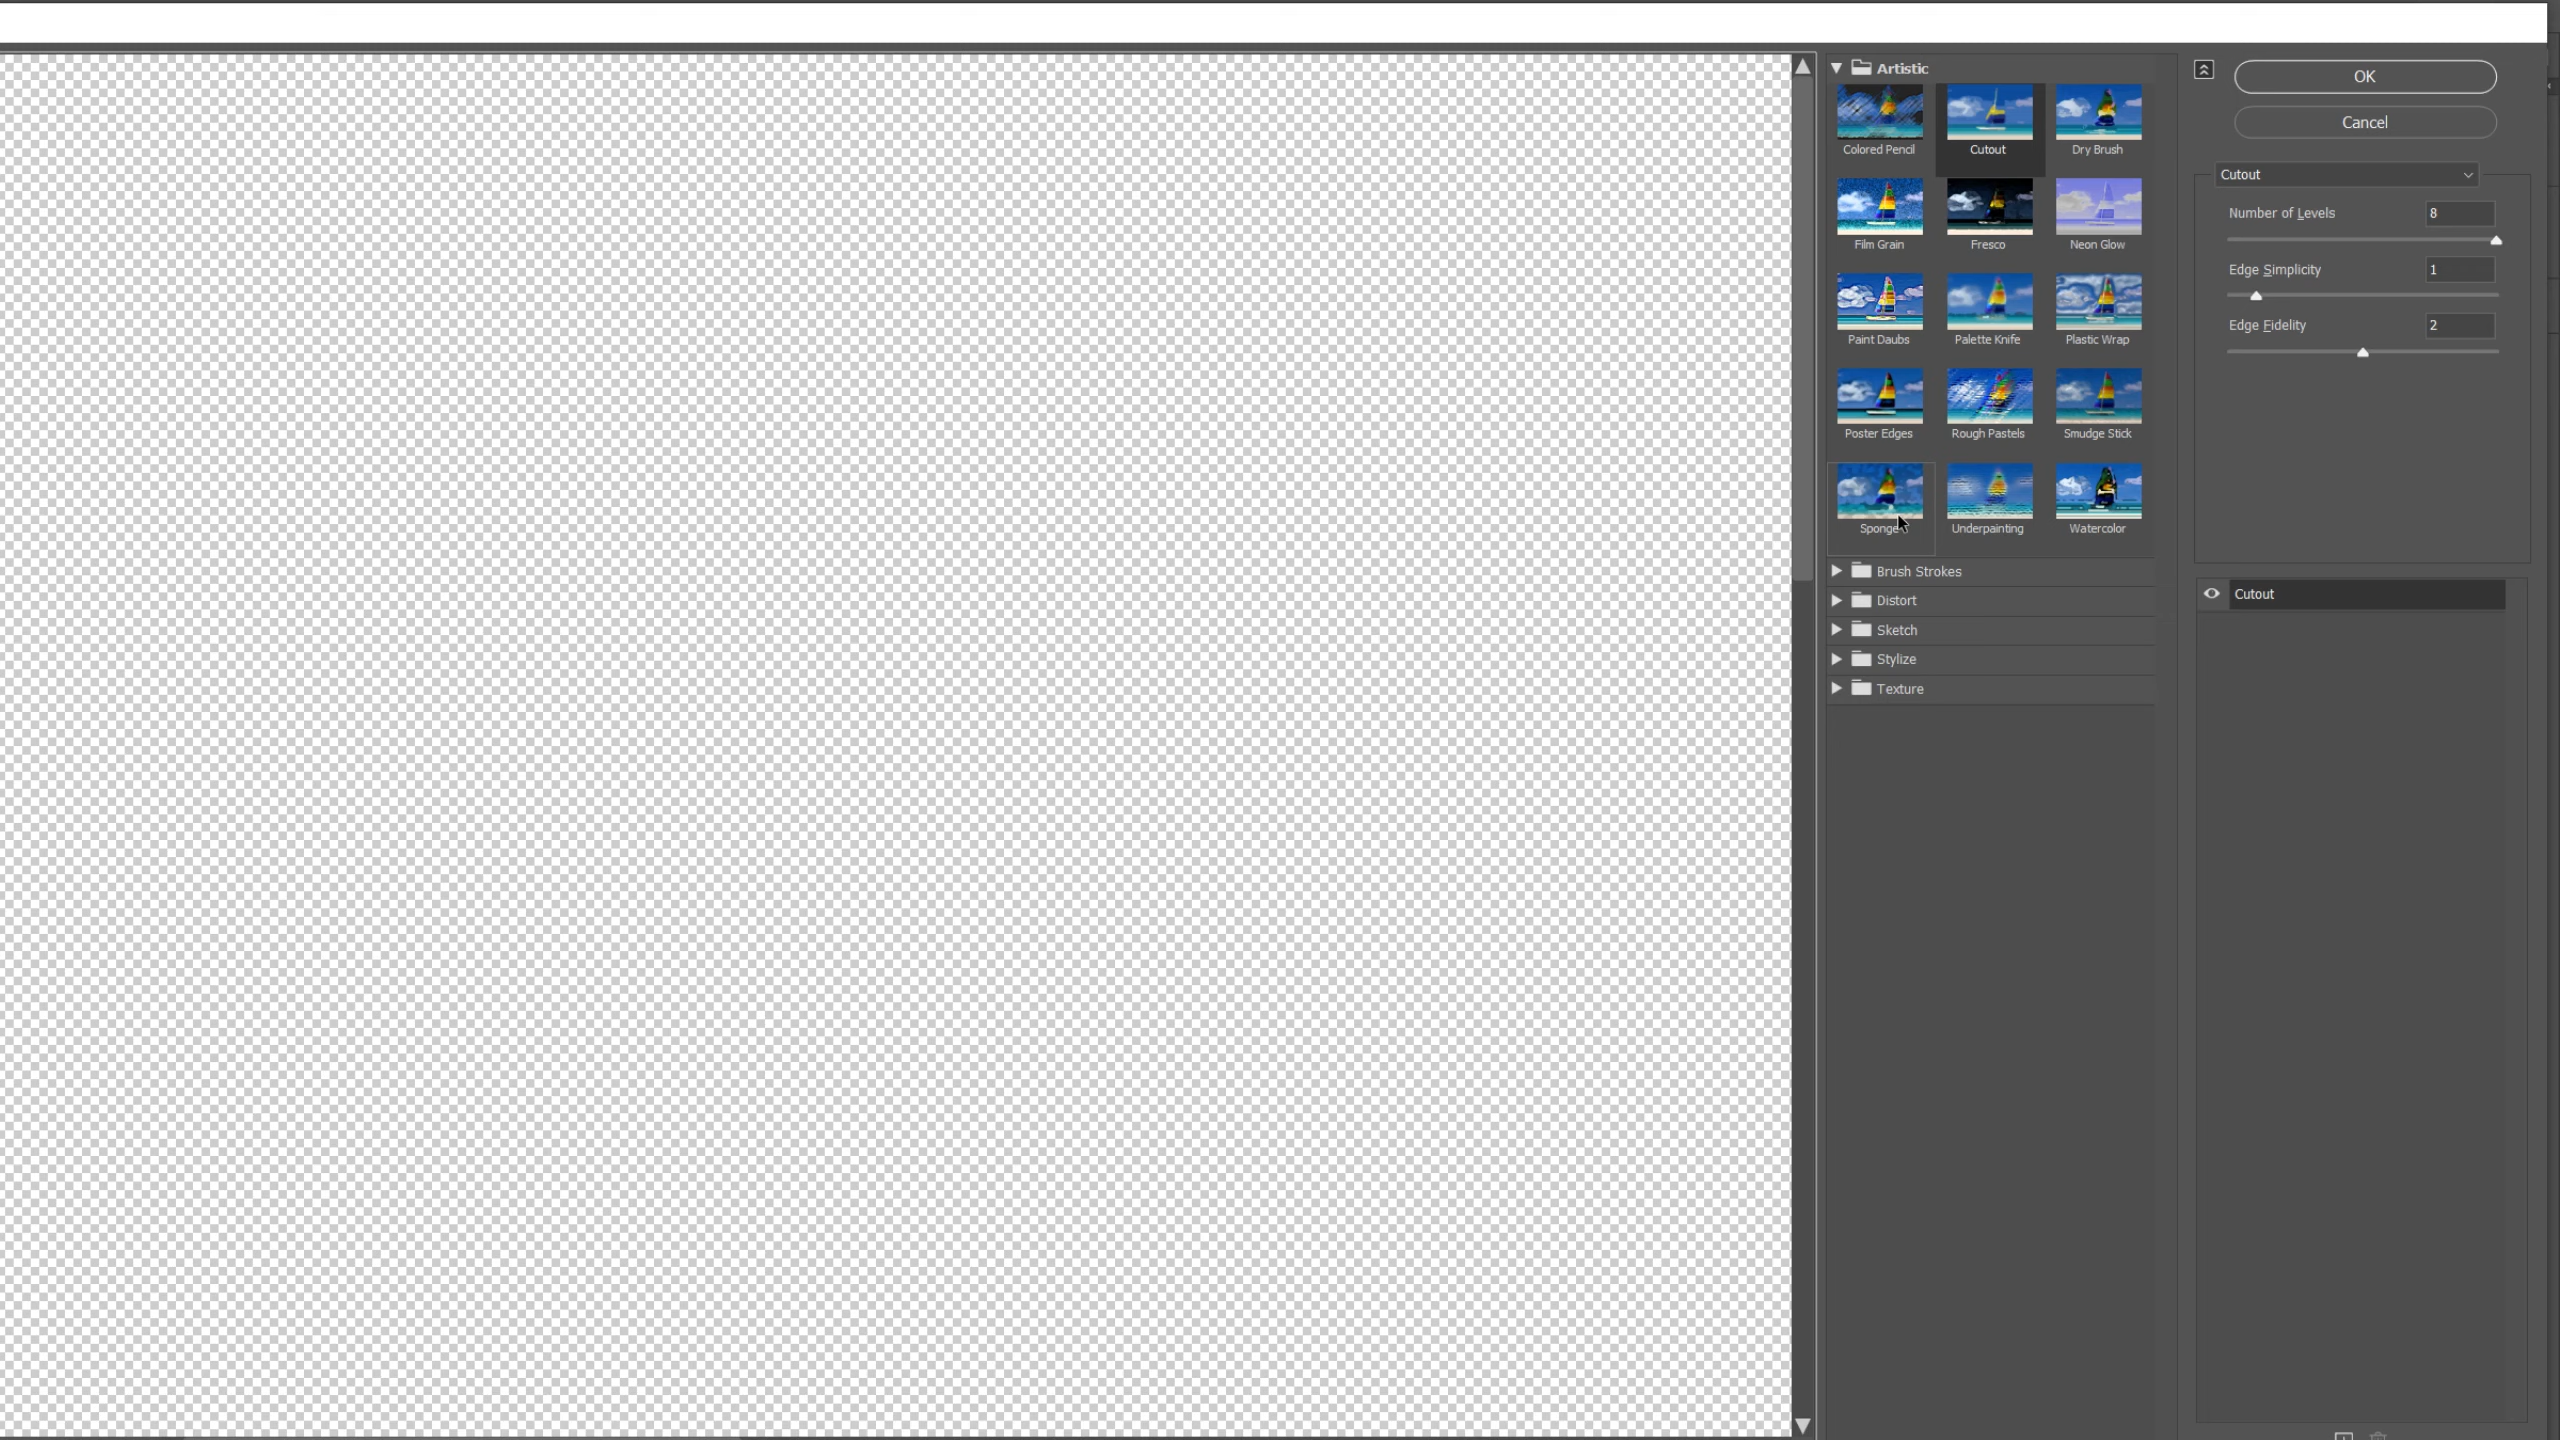 Artistic
Colored Pencil
Cutout
Dry Brush
Film Grain
Fresco
Neon Glow
Paint Daubs
Palette Knife
Plastic Wrap
Poster Edges
Rough Pastels
Smudge Stick
Sponge
Underpainting
Watercolor
Brush Strokes
Distort
Sketch
Stylize
Texture
OK
Cancel
Cutout
Number of Levels 8
Edge Simplicity 1
Edge Fidelity 2
Cutout